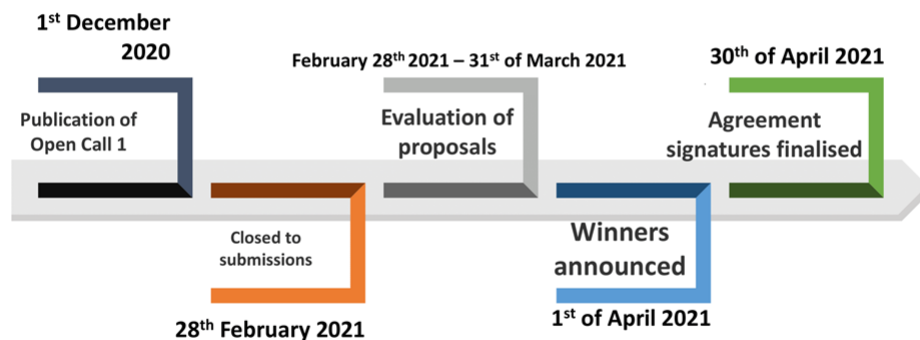 1st December
2020
Publication of
Open Call 1
Closed to
submissions
28th February 2021
February 28th 2021 – 31st of March 2021
Evaluation of
proposals
Winners
announced
1st of April 2021
30th of April 2021
Agreement
signatures finalised